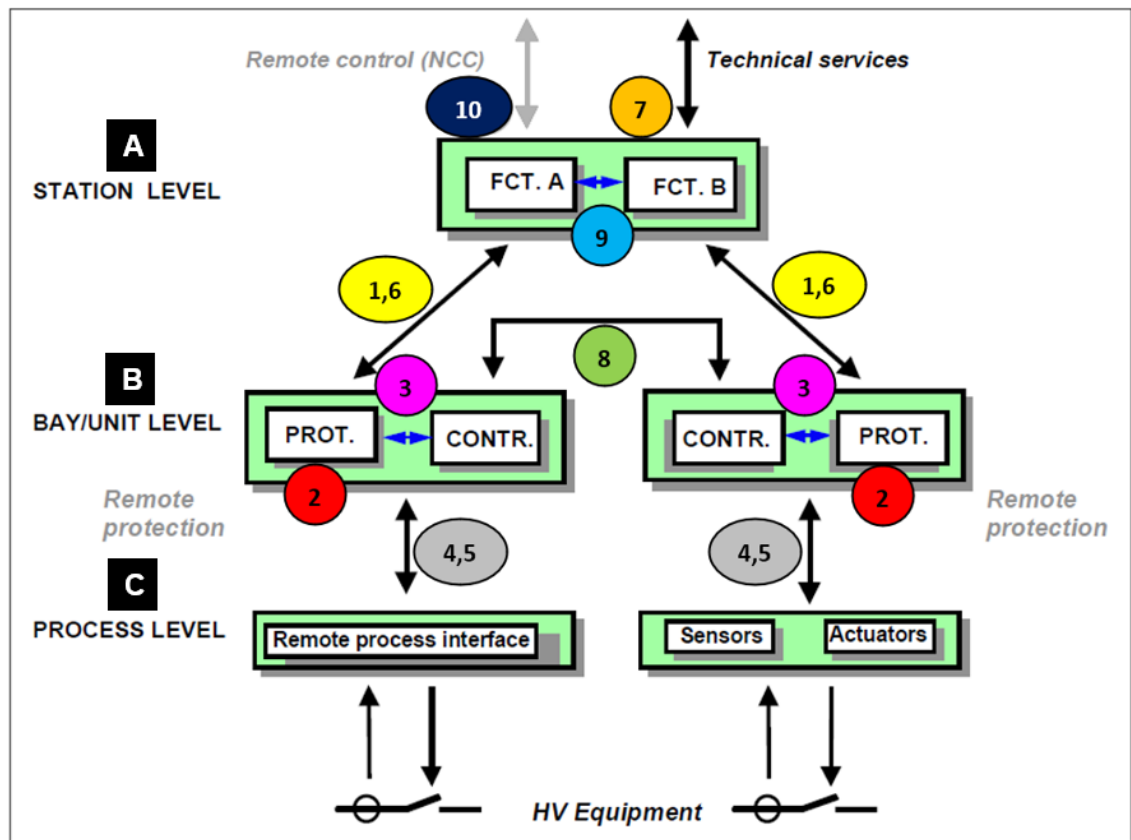 Remote control (NCC)
Technical services
10
7
A
STATION LEVEL
FCT. A
FCT. B
9
1,6
1,6
8
B
BAY/UNIT LEVEL
3
3
PROT.
CONTR.
CONTR.
PROT.
2
2
Remote
protection
Remote
protection
4,5
4,5
C
PROCESS LEVEL
Remote process interface
Sensors
Actuators
HV Equipment